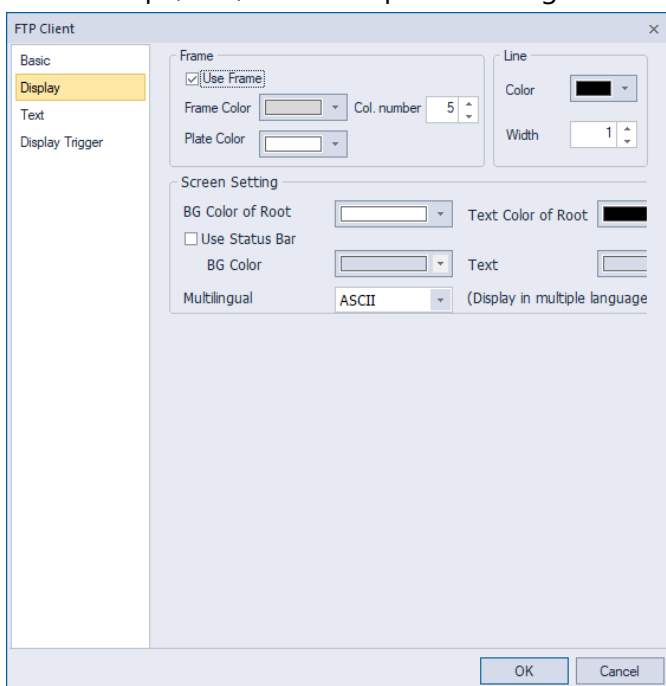 FTP Client
Basic
Display
Text
Display Trigger
Frame
Use Frame
Frame Color
Col. number 5
Plate Color
Line
Color
Width 1
Screen Setting
BG Color of Root
Text Color of Root
Use Status Bar
BG Color
Text
Multilingual ASCII (Display in multiple language
OK Cancel